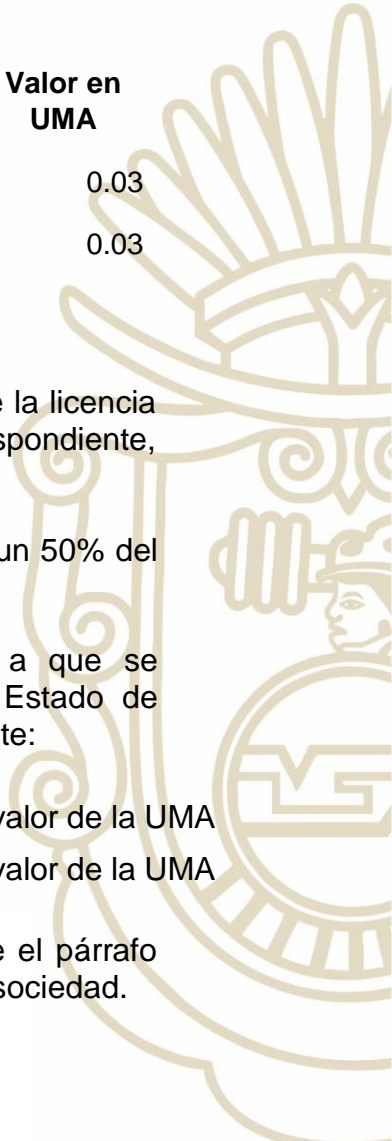 Valor en
UMA
0.03
0.03
e la licencia
spondiente,
un 50% del
a que se
Estado de
te:
valor de la UMA
valor de la UMA
e el párrafo
sociedad.